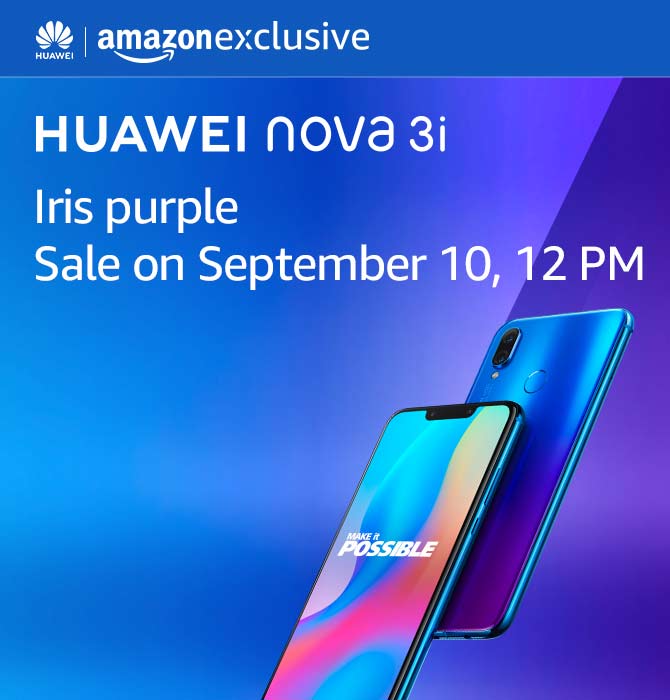 HUAWEI
amazonexclusive
HUAWEI nova 3i
Iris purple
Sale on September 10, 12 PM
MAKE it
POSSIBLE